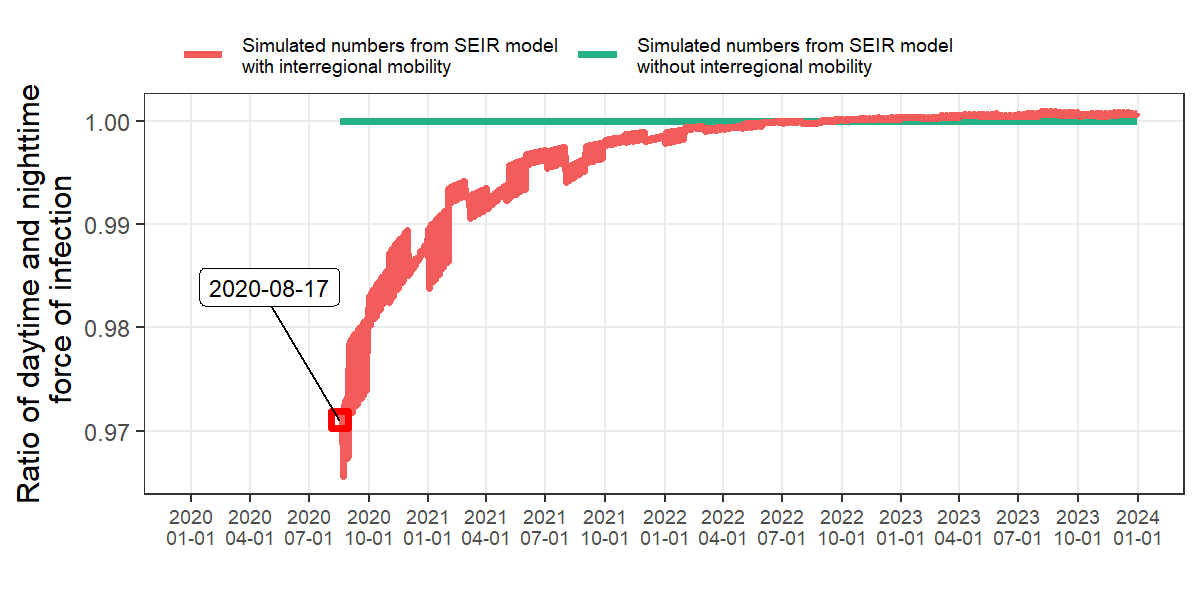 Simulated numbers from SEIR model
with interregional mobility
Simulated numbers from SEIR model
without interregional mobility
Ratio of daytime and nighttime
force of infection
1.00
0.99
0.98
0.97
2020-08-17
2020 2020 2020 2020 2021 2021 2021 2021 2022 2022 2022 2022 2023 2023 2023 2023 2024
01-01 04-01 07-01 10-01 01-01 04-01 07-01 10-01 01-01 04-01 07-01 10-01 01-01 04-01 07-01 10-01 01-01